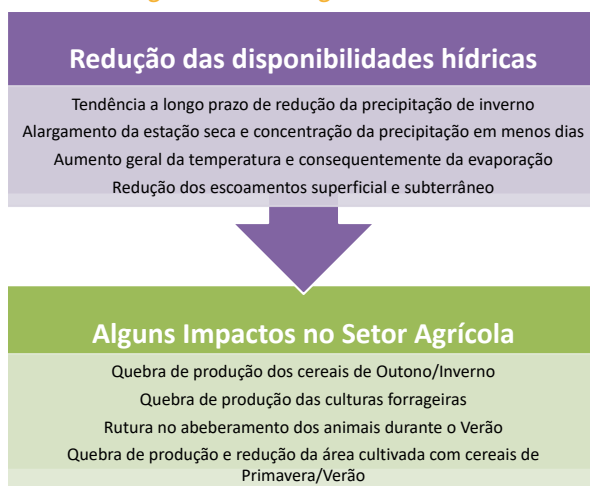 Redução das disponibilidades hídricas
Tendência a longo prazo de redução da precipitação de inverno
Alargamento da estação seca e concentração da precipitação em menos dias
Aumento geral da temperatura e consequentemente da evaporação
Redução dos escoamentos superficial e subterrâneo
Alguns Impactos no Setor Agrícola
Quebra de produção dos cereais de Outono/Inverno
Quebra de produção das culturas forrageiras
Rutura no abeberamento dos animais durante o Verão
Quebra de produção e redução da área cultivada com cereais de
Primavera/Verão